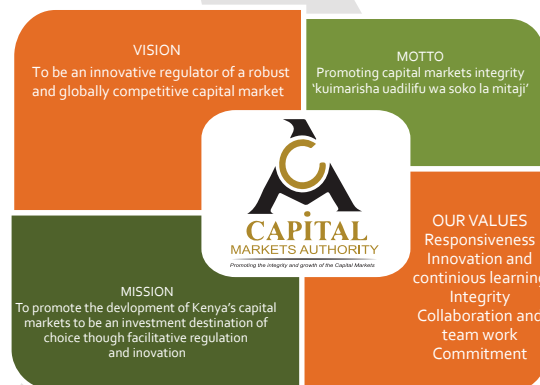 VISION
To be an innovative regulator of a robust
and globally competitive capital market
MOTTO
Promoting capital markets integrity
‘kuimarisha uadilifu wa soko la mitaji’
CAPİTAL
MARKETS AUTHORITY
Promoting the integrity and growth of the Capital Markets
MISSION
To promote the devlopment of Kenya’s capital
markets to be an investment destination of
choice though facilitative regulation
and inovation
OUR VALUES
Responsiveness
Innovation and
continious learning
Integrity
Collaboration and
team work
Commitment